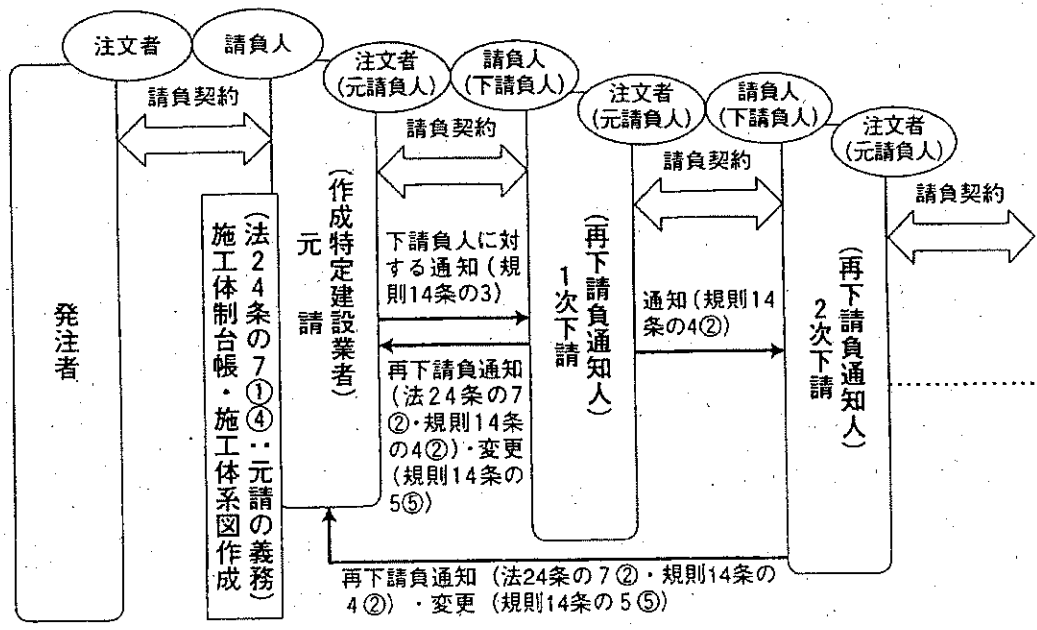 注文者
請負人
請負契約
注文者
(元請負人)
請負人
(下請負人)
請負契約
注文者
(元請負人)
請負人
(下請負人)
請負契約
注文者
(元請負人)
請負契約
発注者
(法24条の7①④‥元請の義務)
施工体制台帳・施工体系図作成
(作成特定建設業者)
元請
下請負人に対
する通知(規
則14条の3)
再下請負通知
(法24条の7
②・規則14条
の4②)・変更
(規則14条の
5⑤)
(再下請負通知人)
1次下請
通知(規則14
条の4②)
(再下請負通知人)
2次下請
再下請負通知(法24条の7②・規則14条の
4②)・変更(規則14条の5⑤)